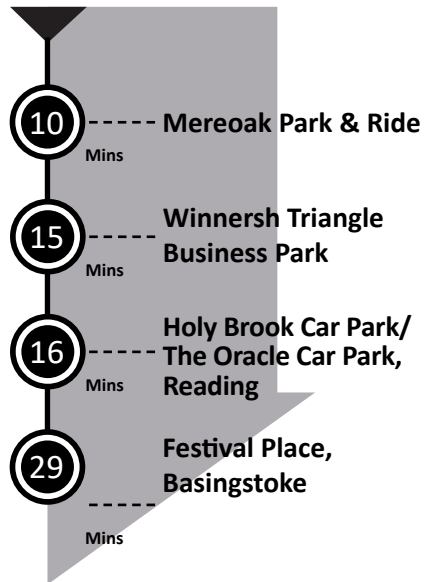 10
Mereoak Park & Ride
Mins
15
Winnersh Triangle
Business Park
Mins
16
Holy Brook Car Park/
The Oracle Car Park,
Reading
Mins
29
Festival Place,
Basingstoke
Mins